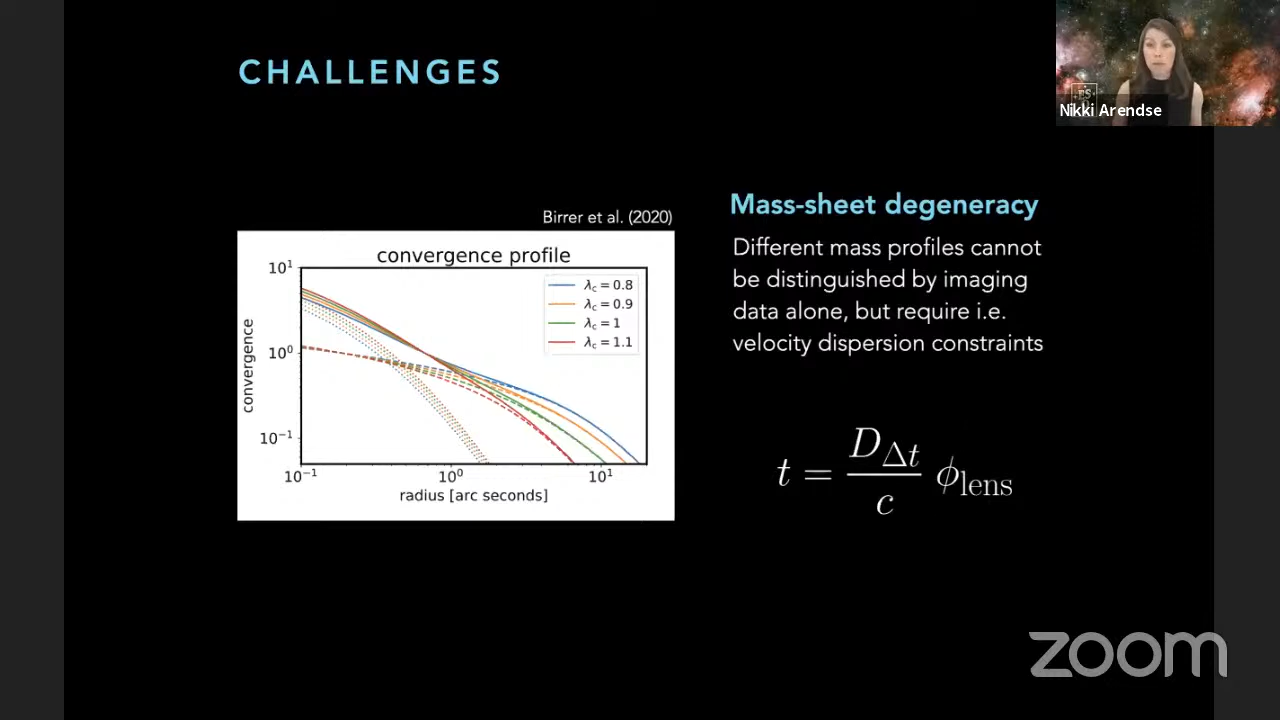 CHALLENGES
Nikki Arendse
Birrer et al. (2020)
convergence profile
10¹
10⁰
10⁻¹
convergence
λc = 0.8
λc = 0.9
λc = 1
λc = 1.1
10⁻¹
10⁰
10¹
radius [arc seconds]
Mass-sheet degeneracy
Different mass profiles cannot
be distinguished by imaging
data alone, but require i.e.
velocity dispersion constraints
t = D_Δt / c ϕ_lens
zoom